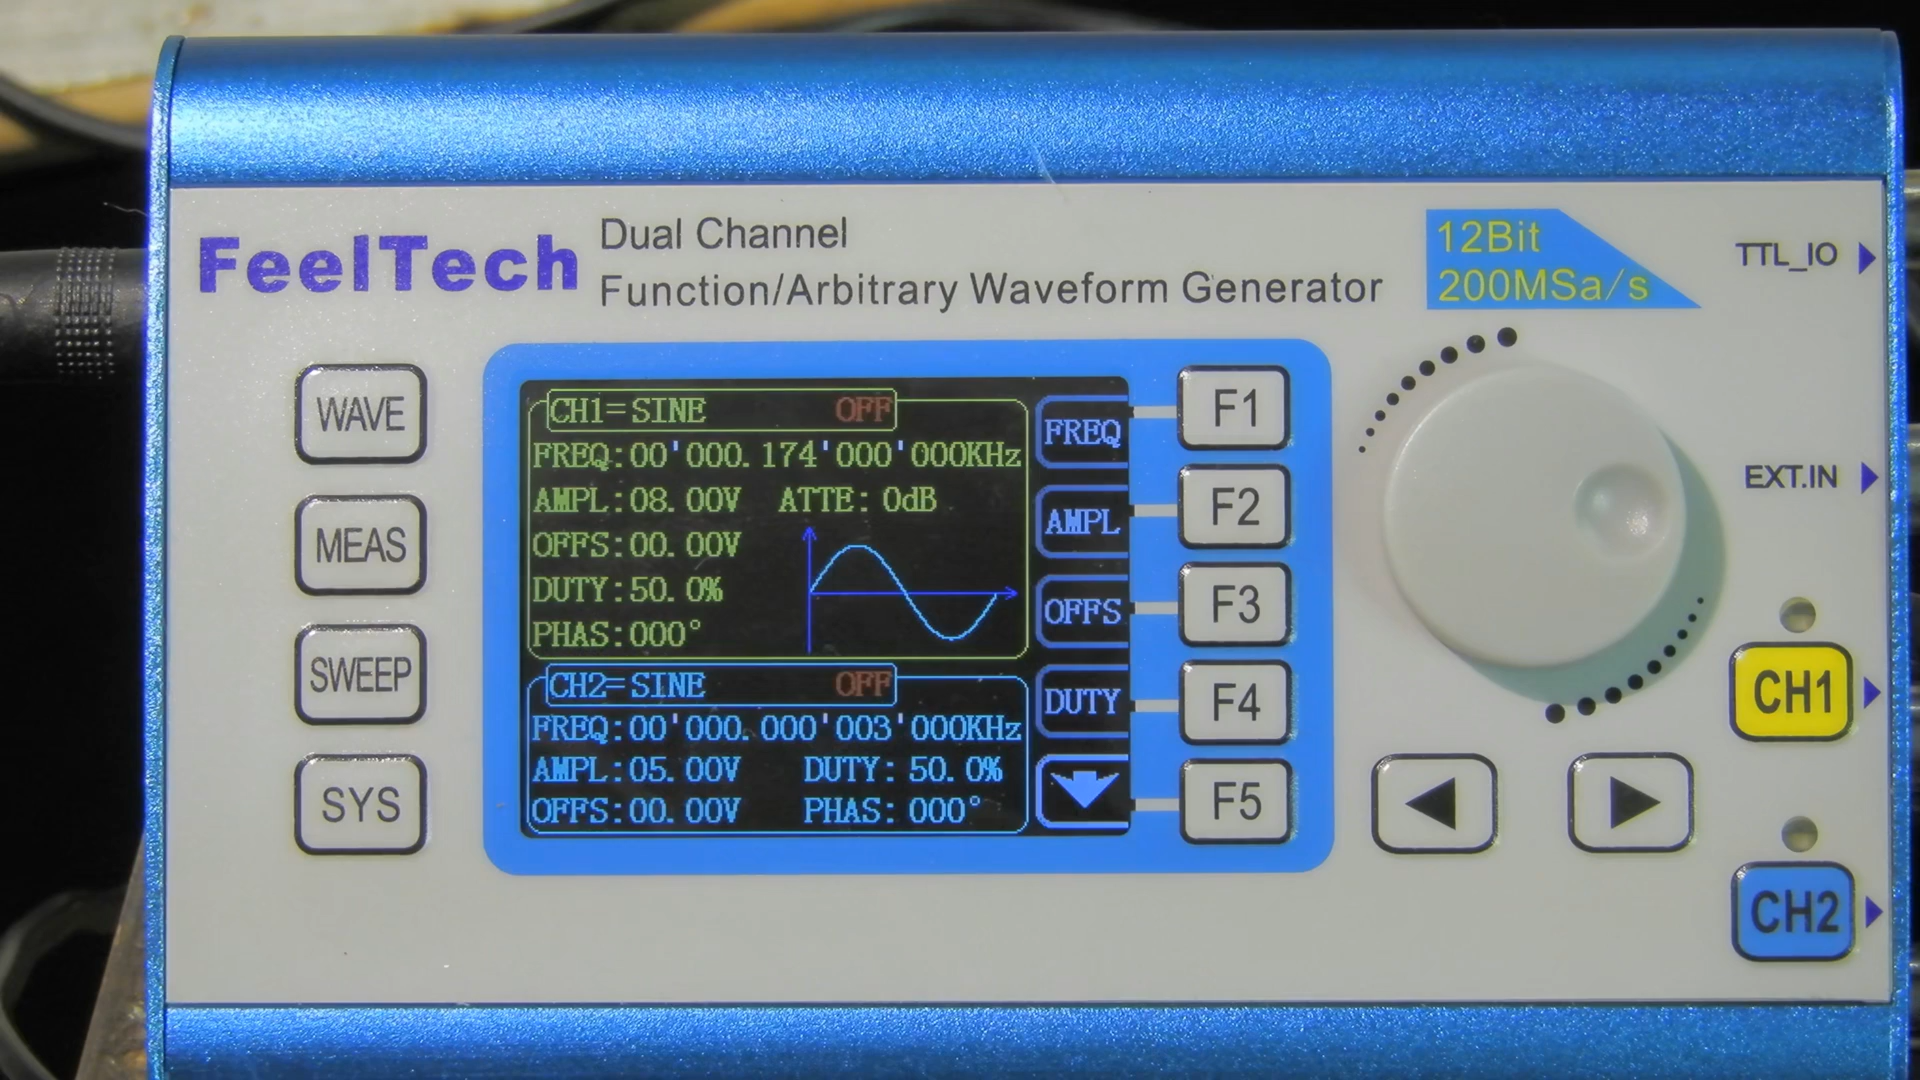 FeelTech
Dual Channel
Function/Arbitrary Waveform Generator
12Bit
200MSa/s
TTL_IO
EXT.IN
WAVE
MEAS
SWEEP
SYS
CH1=SINE OFF
FREQ:00'000.174'000'000KHz
AMPL:08.00V ATTE: 0dB
OFFS:00.00V
DUTY:50.0%
PHAS:000°
CH2=SINE OFF
FREQ:00'000.000'003'000KHz
AMPL:05.00V DUTY:50.0%
OFFS:00.00V PHAS:000°
FREQ
AMPL
OFFS
DUTY
F1
F2
F3
F4
F5
CH1
CH2